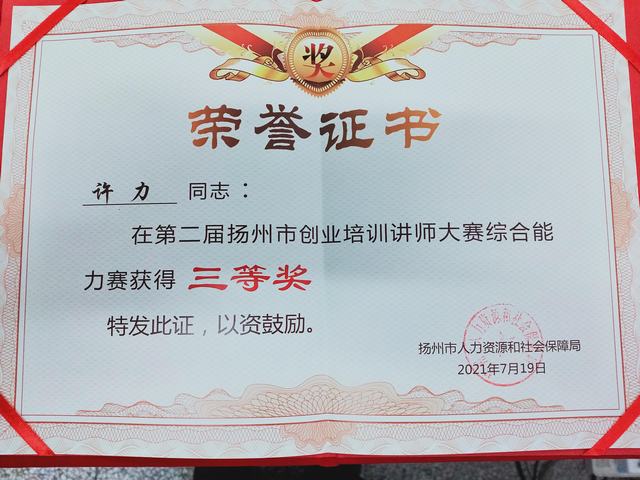 奖
荣誉证书
许力 同志：
在第二届扬州市创业培训讲师大赛综合能
力赛获得 三等奖
特发此证，以资鼓励。
扬州市人力资源和社会保障局
2021年7月19日